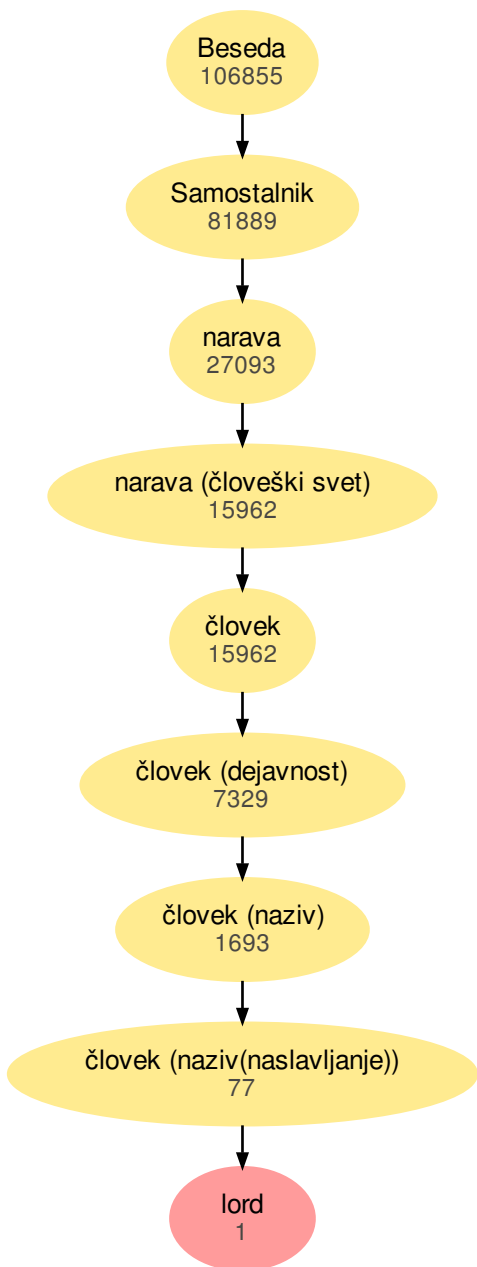 Beseda
106855
Samostalnik
81889
narava
27093
narava (človeški svet)
15962
človek
15962
človek (dejavnost)
7329
človek (naziv)
1693
človek (naziv(naslavljanje))
77
lord
1